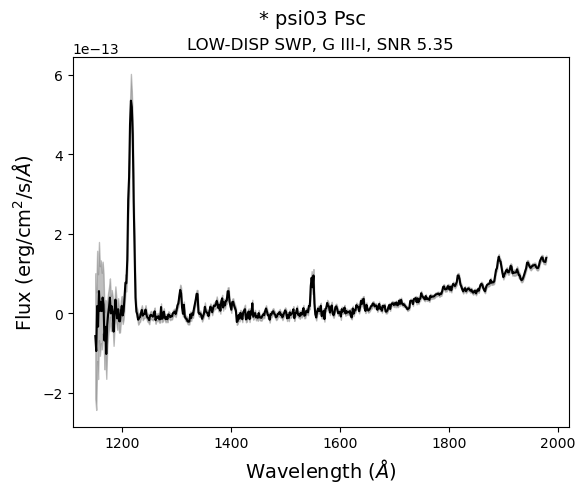 * psi03 Psc
LOW-DISP SWP, G III-I, SNR 5.35
1e−13
6
4
2
0
−2
Flux (erg/cm²/s/Å)
1200
1400
1600
1800
2000
Wavelength (Å)